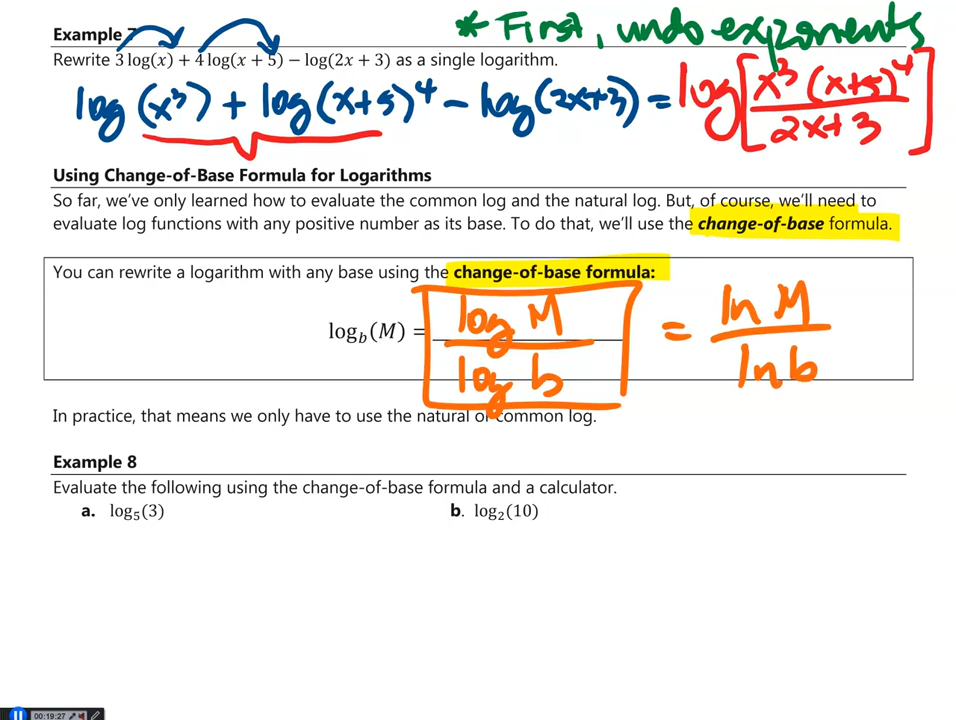 Example 7
* First, undo exponents
Rewrite 3 log(x) + 4 log(x + 5) − log(2x + 3) as a single logarithm.
log (x³) + log (x+5)⁴ − log (2x+3) = log [x³ (x+5)⁴ / 2x+3]
Using Change-of-Base Formula for Logarithms
So far, we've only learned how to evaluate the common log and the natural log. But, of course, we'll need to
evaluate log functions with any positive number as its base. To do that, we'll use the change-of-base formula.
You can rewrite a logarithm with any base using the change-of-base formula:
log_b(M) = log M / log b = ln M / ln b
In practice, that means we only have to use the natural or common log.
Example 8
Evaluate the following using the change-of-base formula and a calculator.
a. log₅(3) b. log₂(10)
00:19:27